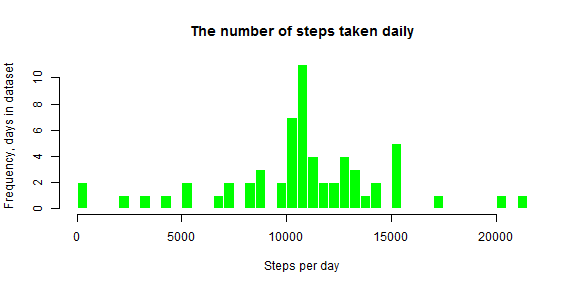 The number of steps taken daily
Frequency, days in dataset
10
8
6
4
2
0
0 5000 10000 15000 20000
Steps per day